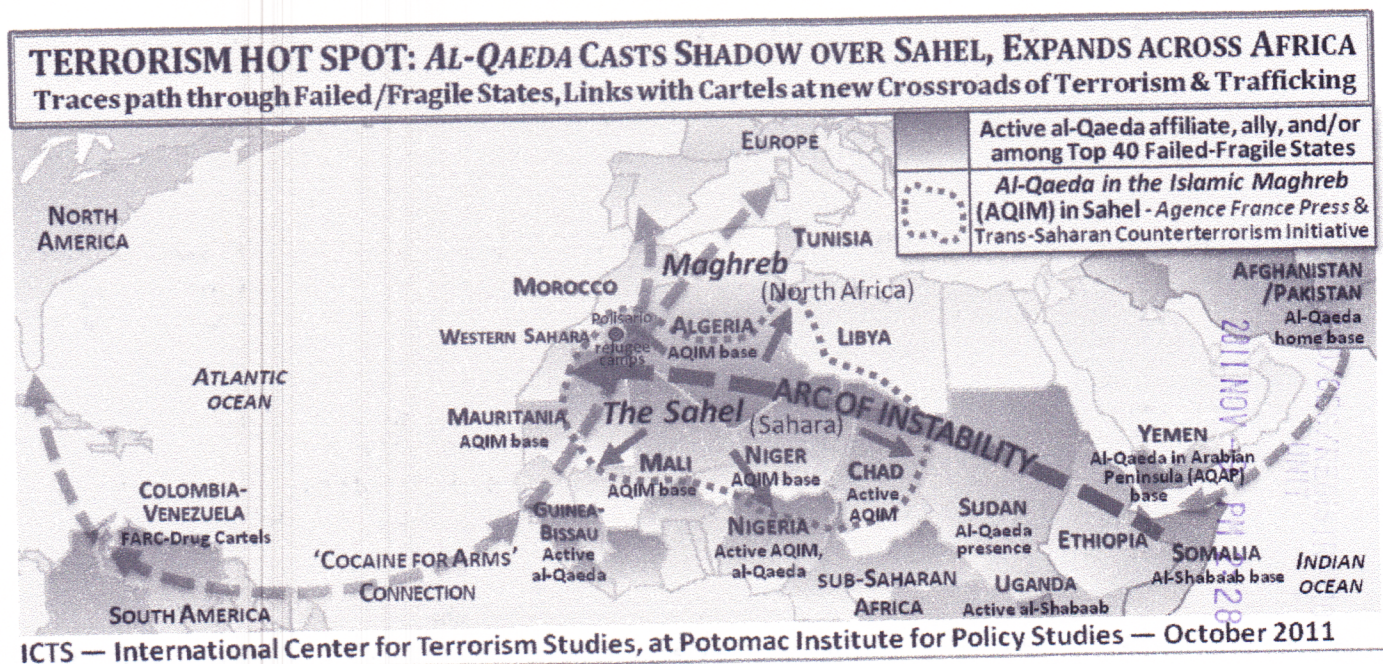 TERRORISM HOT SPOT: AL-QAEDA CASTS SHADOW OVER SAHEL, EXPANDS ACROSS AFRICA
Traces path through Failed/Fragile States, Links with Cartels at new Crossroads of Terrorism & Trafficking
Active al-Qaeda affiliate, ally, and/or
among Top 40 Failed-Fragile States
Al-Qaeda in the Islamic Maghreb
(AQIM) in Sahel - Agence France Press &
Trans-Saharan Counterterrorism Initiative
EUROPE
NORTH
AMERICA
TUNISIA
Maghreb
(North Africa)
MOROCCO
AFGHANISTAN
/PAKISTAN
Al-Qaeda
home base
WESTERN SAHARA
Polisario
refugee
camps
ALGERIA
AQIM base
LIBYA
ATLANTIC
OCEAN
ARC OF INSTABILITY
MAURITANIA
AQIM base
The Sahel
(Sahara)
MALI
AQIM base
NIGER
AQIM base
CHAD
Active
AQIM
YEMEN
Al-Qaeda in Arabian
Peninsula (AQAP)
base
COLOMBIA-
VENEZUELA
FARC-Drug Cartels
GUINEA-
BISSAU
Active
al-Qaeda
NIGERIA
Active AQIM,
al-Qaeda
SUDAN
Al-Qaeda
presence
ETHIOPIA
SOMALIA
Al-Shabaab base
INDIAN
OCEAN
'COCAINE FOR ARMS'
CONNECTION
SUB-SAHARAN
AFRICA
UGANDA
Active al-Shabaab
SOUTH AMERICA
2011 NOV
28
ICTS — International Center for Terrorism Studies, at Potomac Institute for Policy Studies — October 2011